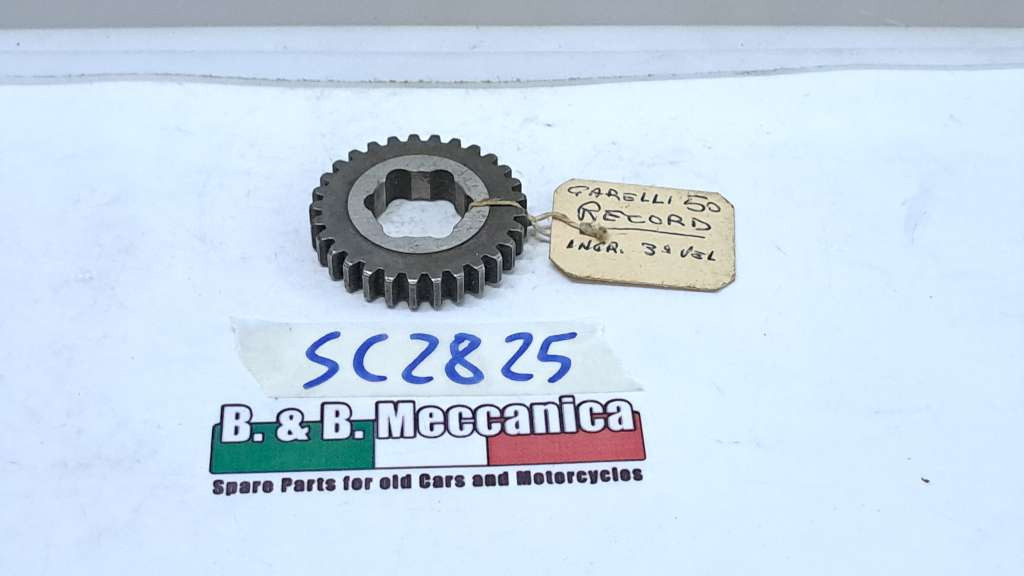 GARELLI 50
RECORD
INGR. 3ª VEL
SC2825
B. & B. Meccanica
Spare Parts for old Cars and Motorcycles